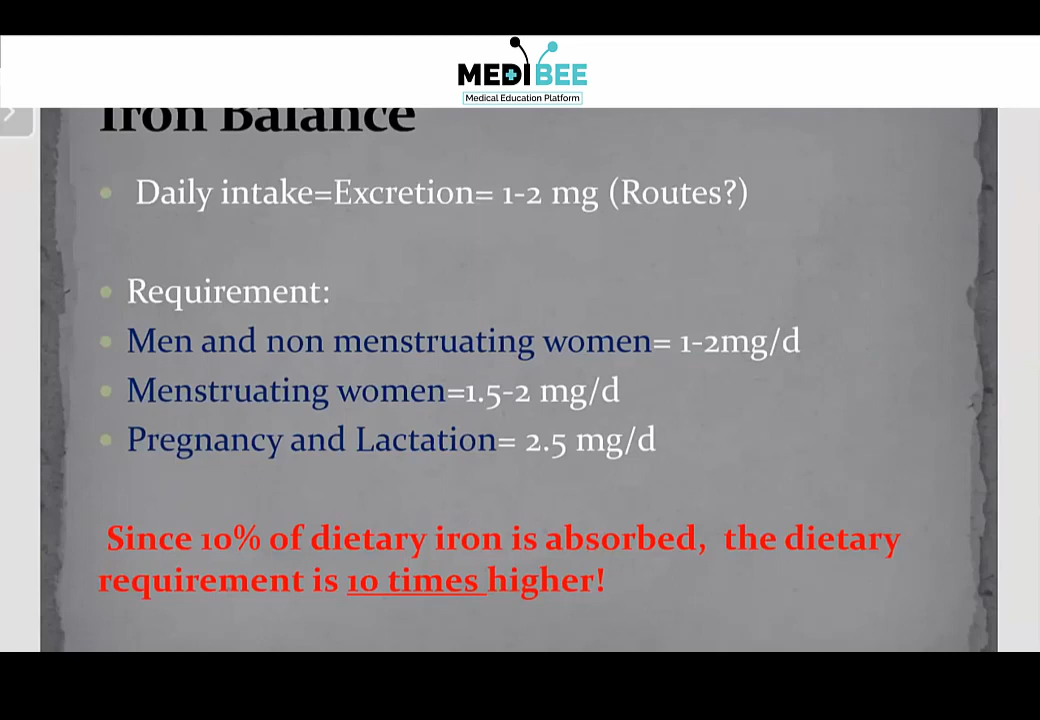 MEDIBEE
Medical Education Platform
Iron Balance
Daily intake=Excretion= 1-2 mg (Routes?)
Requirement:
Men and non menstruating women= 1-2mg/d
Menstruating women=1.5-2 mg/d
Pregnancy and Lactation= 2.5 mg/d
Since 10% of dietary iron is absorbed, the dietary
requirement is 10 times higher!